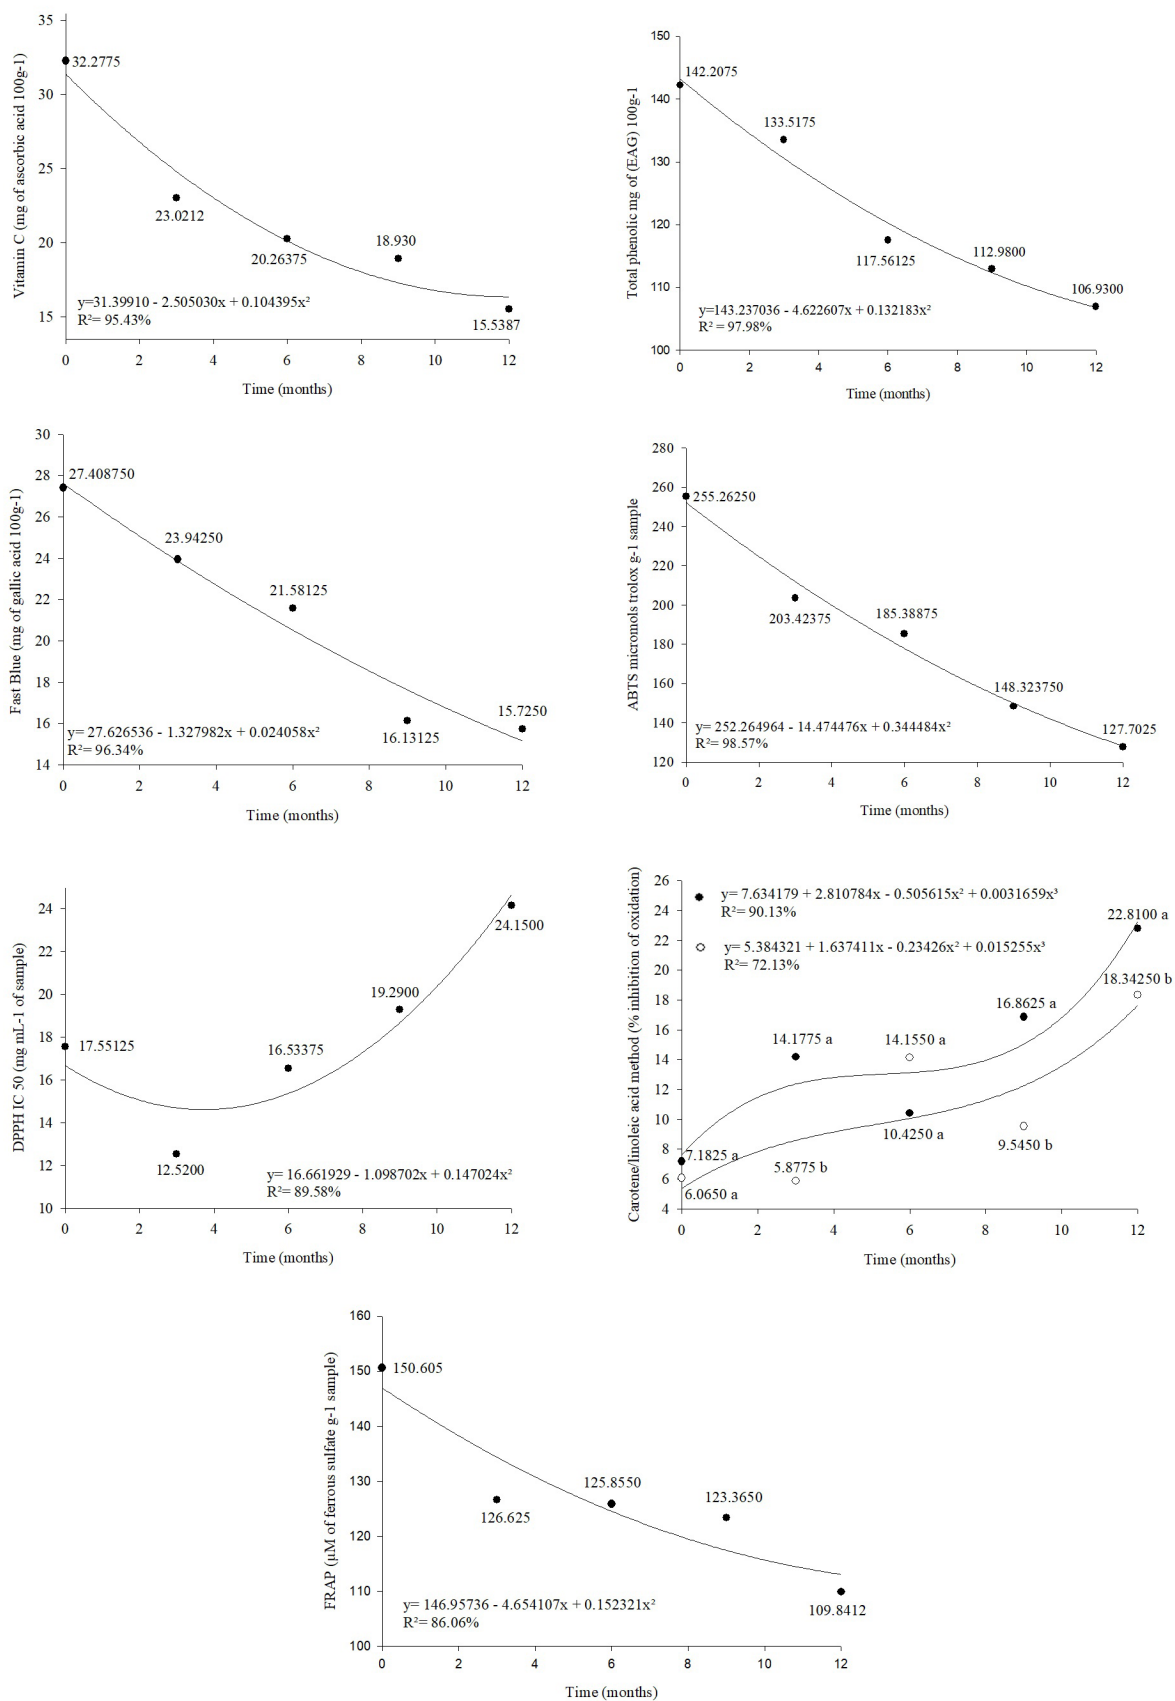 Vitamin C (mg of ascorbic acid 100g-1)
35
30
25
20
15
32.2775
23.0212
20.26375
18.930
15.5387
y=31.39910 - 2.505030x + 0.104395x²
R²= 95.43%
0 2 4 6 8 10 12
Time (months)
Total phenolic mg of (EAG) 100g-1
150
140
130
120
110
100
142.2075
133.5175
117.56125
112.9800
106.9300
y=143.237036 - 4.622607x + 0.132183x²
R² = 97.98%
0 2 4 6 8 10 12
Time (months)
Fast Blue (mg of gallic acid 100g-1)
30
28
26
24
22
20
18
16
14
27.408750
23.94250
21.58125
16.13125
15.7250
y= 27.626536 - 1.327982x + 0.024058x²
R²= 96.34%
0 2 4 6 8 10 12
Time (months)
ABTS micromols trolox g-1 sample
280
260
240
220
200
180
160
140
120
255.26250
203.42375
185.38875
148.323750
127.7025
y= 252.264964 - 14.474476x + 0.344484x²
R²= 98.57%
0 2 4 6 8 10 12
Time (months)
DPPH IC 50 (mg mL-1 of sample)
24
22
20
18
16
14
12
10
17.55125
12.5200
16.53375
19.2900
24.1500
y= 16.661929 - 1.098702x + 0.147024x²
R²= 89.58%
0 2 4 6 8 10 12
Time (months)
Carotene/linoleic acid method (% inhibition of oxidation)
26
24
22
20
18
16
14
12
10
8
6
4
y= 7.634179 + 2.810784x - 0.505615x² + 0.0031659x³
R²= 90.13%
y= 5.384321 + 1.637411x - 0.23426x² + 0.015255x³
R²= 72.13%
22.8100 a
18.34250 b
16.8625 a
14.1775 a
14.1550 a
10.4250 a
9.5450 b
7.1825 a
5.8775 b
6.0650 a
0 2 4 6 8 10 12
Time (months)
FRAP (µM of ferrous sulfate g-1 sample)
160
150
140
130
120
110
100
150.605
126.625
125.8550
123.3650
109.8412
y= 146.95736 - 4.654107x + 0.152321x²
R²= 86.06%
0 2 4 6 8 10 12
Time (months)